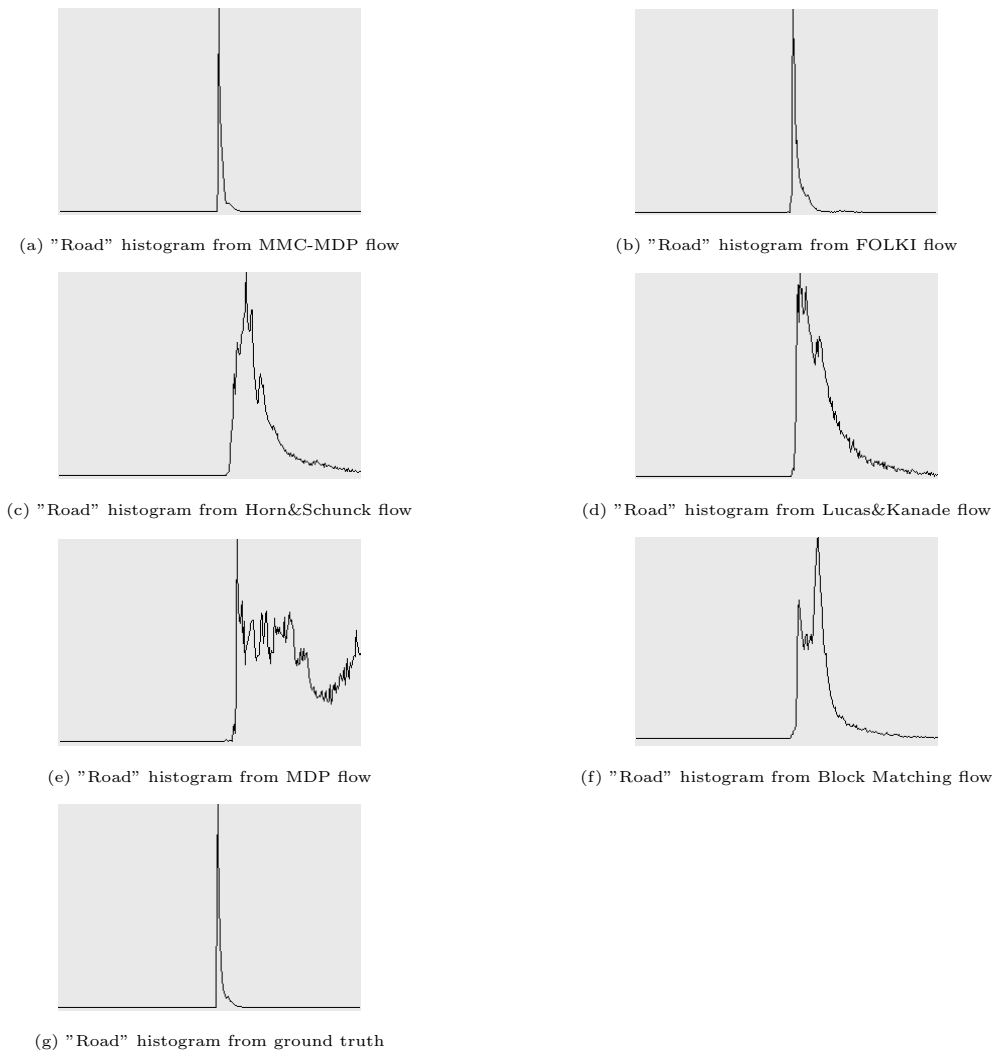 (a) ”Road” histogram from MMC-MDP flow
(b) ”Road” histogram from FOLKI flow
(c) ”Road” histogram from Horn&Schunck flow
(d) ”Road” histogram from Lucas&Kanade flow
(e) ”Road” histogram from MDP flow
(f) ”Road” histogram from Block Matching flow
(g) ”Road” histogram from ground truth